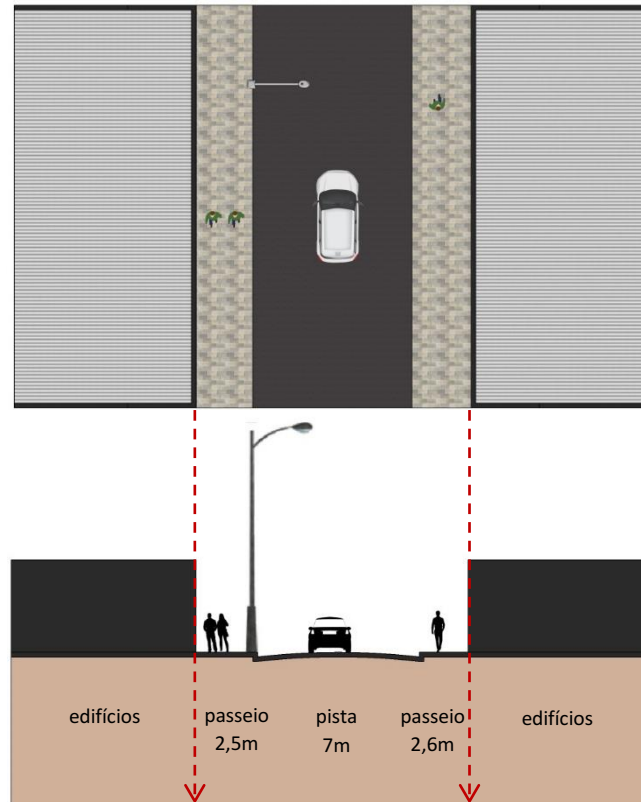 edifícios
passeio
2,5m
pista
7m
passeio
2,6m
edifícios